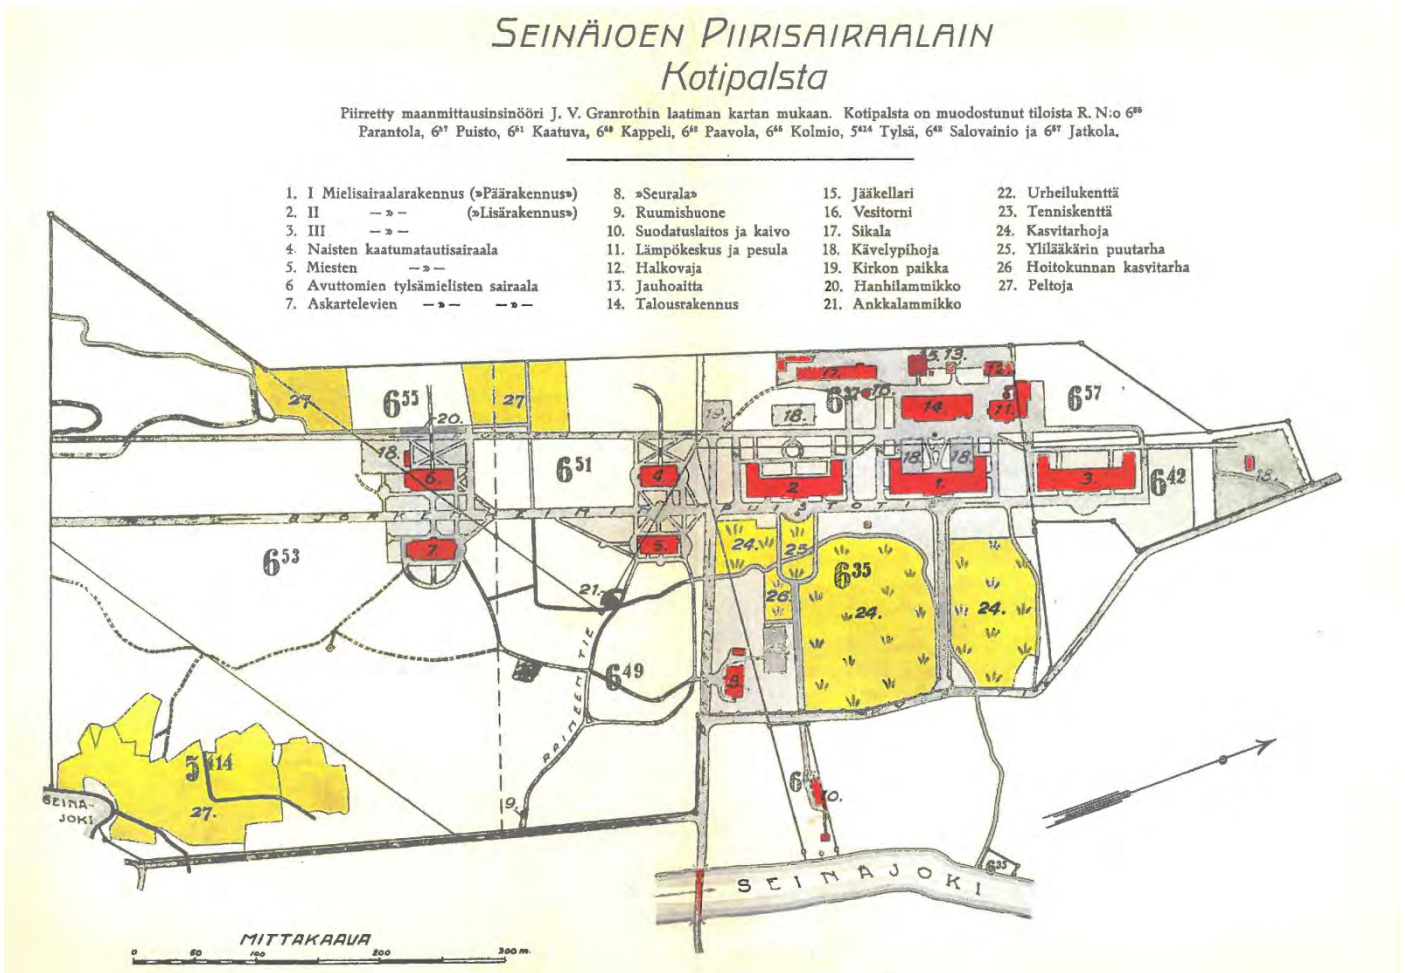 SEINÄJOEN PIIRISAIRAALAIN
Kotipalsta
Piirretty maanmittausinsinööri J. V. Granrothin laatiman kartan mukaan. Kotipalsta on muodostunut tiloista R. N:o
Parantola, 6³⁷ Puisto, 6⁵¹ Kaatuva, 6⁴⁹ Kappeli, Paavola, Kolmio, 5⁴¹⁴ Tylsä, 6⁴² Salovainio ja 6⁵⁷ Jatkola.
1. I Mielisairaalarakennus (»Päärakennus»)
2. II —»— (»Lisärakennus»)
3. III —»—
4. Naisten kaatumatautisairaala
5. Miesten —»—
6 Avuttomien tylsämielisten sairaala
7. Askartelevien —»— —»—
8. »Seurala»
9. Ruumishuone
10. Suodatuslaitos ja kaivo
11. Lämpökeskus ja pesula
12. Halkovaja
13. Jauhoaitta
14. Talousrakennus
15. Jääkellari
16. Vesitorni
17. Sikala
18. Kävelypihoja
19. Kirkon paikka
20. Hanhilammikko
21. Ankkalammikko
22. Urheilukenttä
23. Tenniskenttä
24. Kasvitarhoja
25. Ylilääkärin puutarha
26 Hoitokunnan kasvitarha
27. Peltoja
13.
17.
12.
27
6⁵⁵
27
6⁵⁷
20.
19.
18.
14.
11.
18.
6⁵¹
18.
18.
6.
4.
2.
1.
3.
6⁴²
18.
PUISTOTIE
7.
5.
24.
25
6⁵³
6³⁵
21.
26.
24.
24.
6⁴⁹
8.
RAIMEEN TIE
5⁴¹⁴
27.
SEINÄ-
JOKI
9.
10.
6³⁵
SEINÄJOKI
MITTAKAAVA
0 50 100 200 300 m.